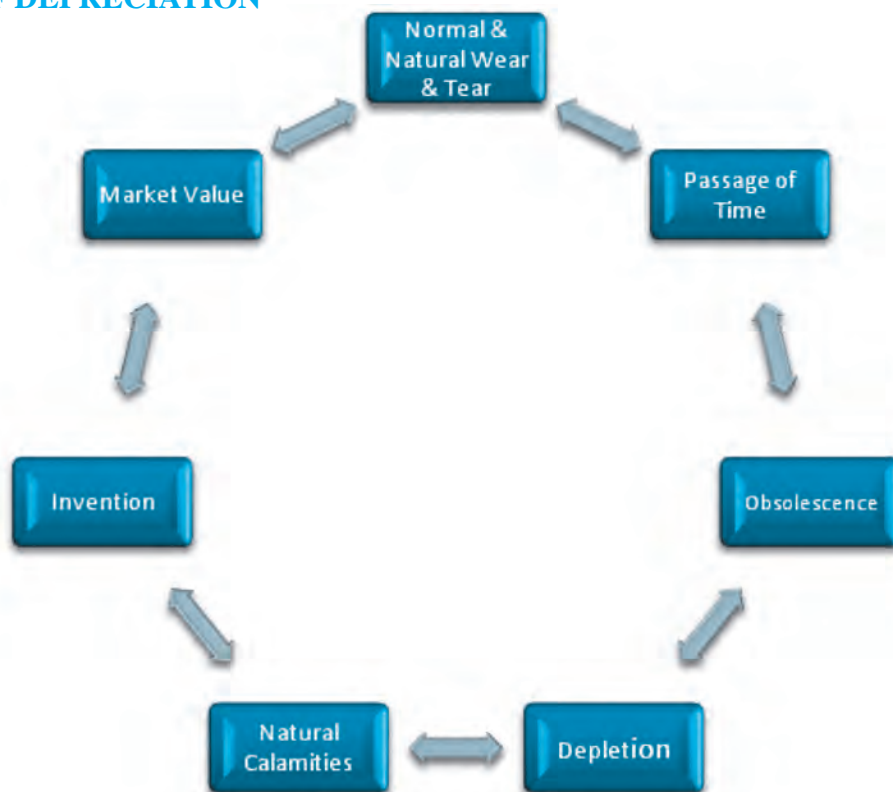 DEPRECIATION
Normal &
Natural Wear
& Tear
Passage of
Time
Obsolescence
Depletion
Natural
Calamities
Invention
Market Value